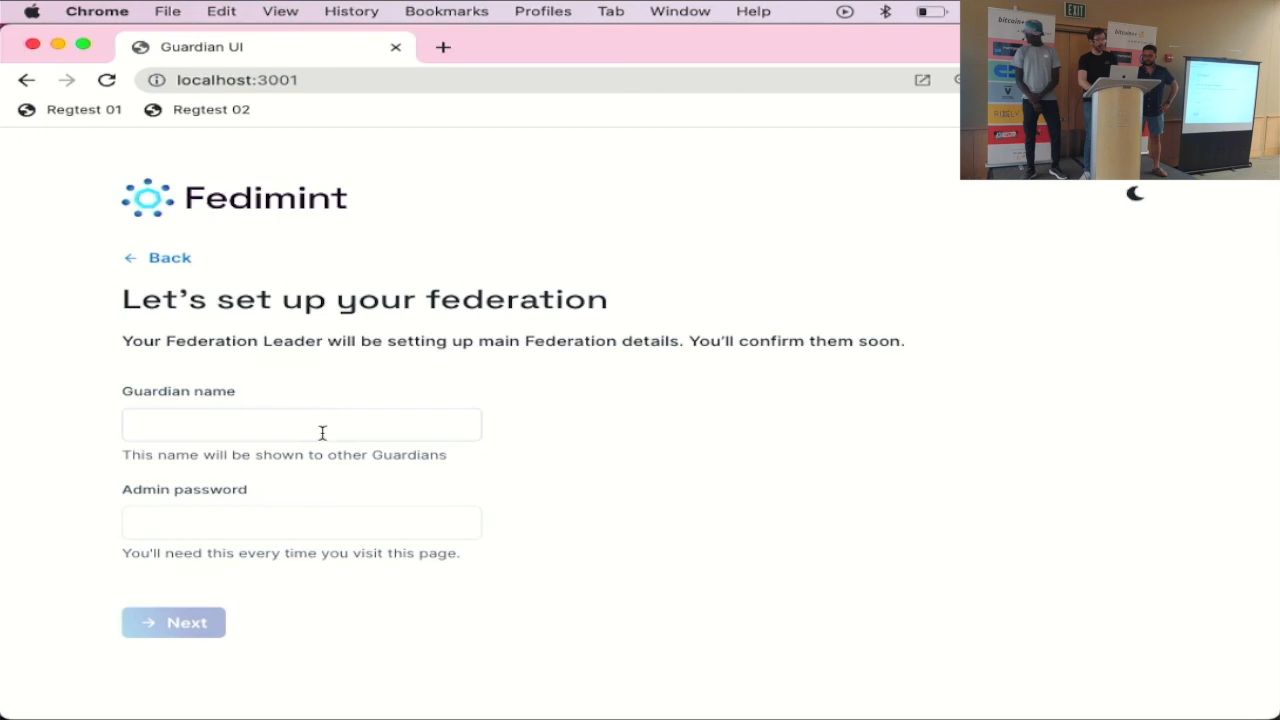 Chrome File Edit View History Bookmarks Profiles Tab Window Help
Guardian UI
localhost:3001
Regtest 01 Regtest 02
EXIT
bitcoin++
Fedimint
Back
Let's set up your federation
Your Federation Leader will be setting up main Federation details. You'll confirm them soon.
Guardian name
This name will be shown to other Guardians
Admin password
You'll need this every time you visit this page.
Next